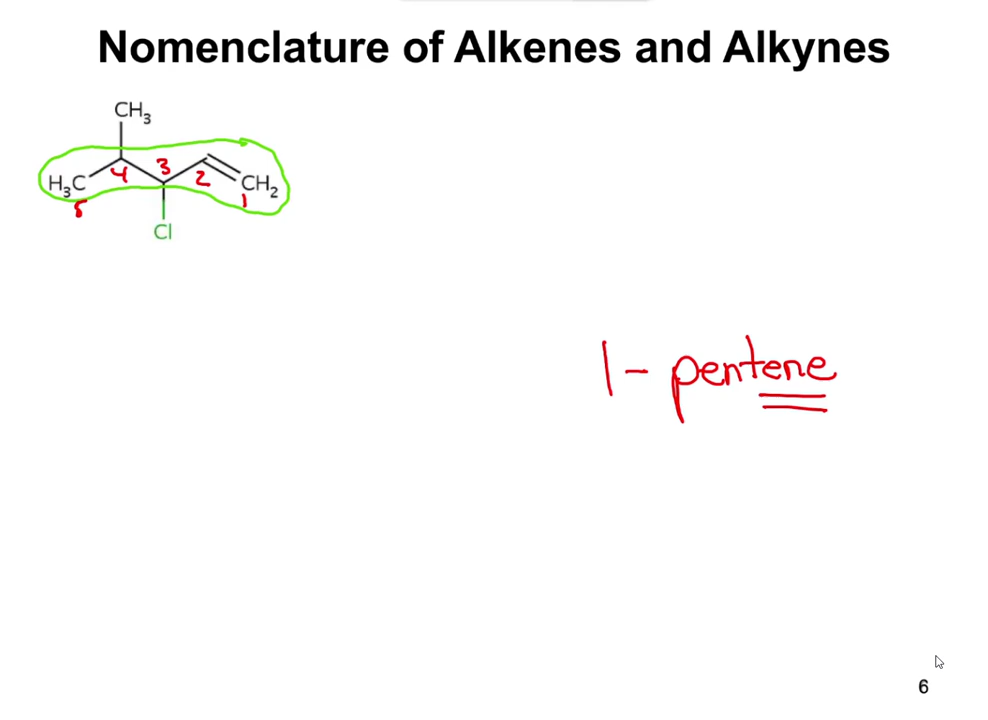 Nomenclature of Alkenes and Alkynes
CH3
H3C 4 3 2 CH2
5 1
Cl
1-pentene
6